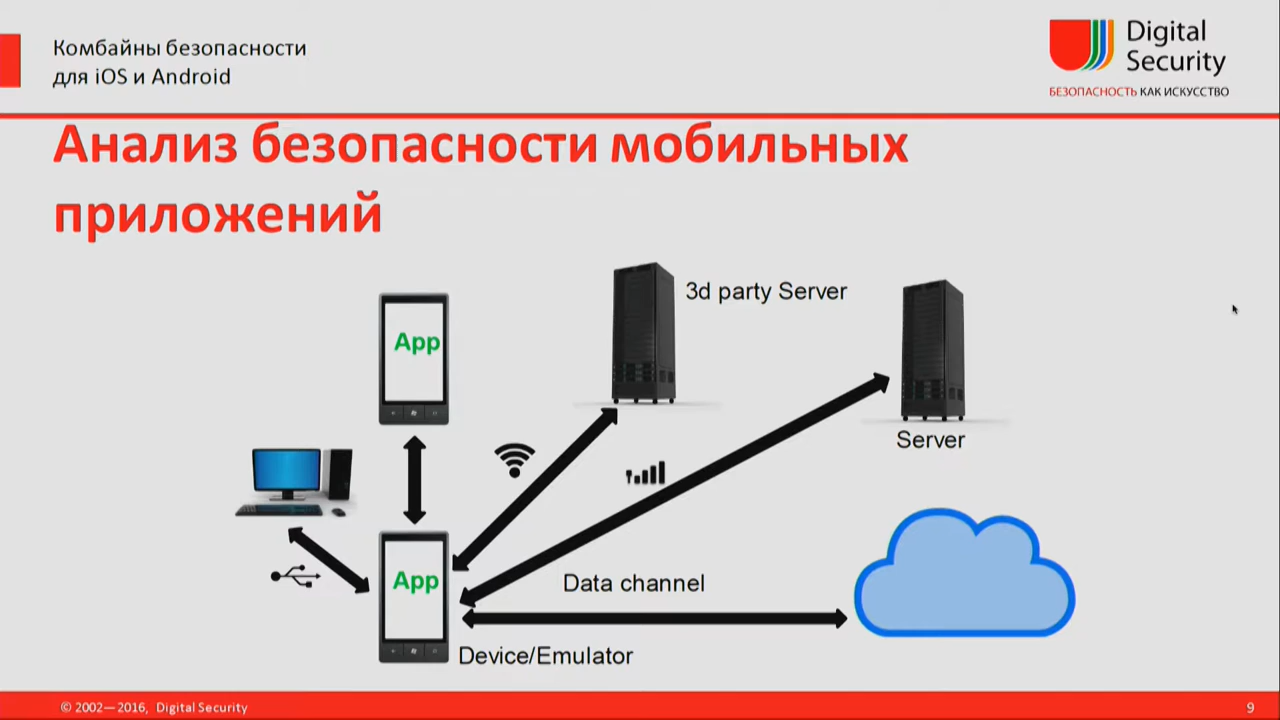 Комбайны безопасности
для iOS и Android
Digital
Security
БЕЗОПАСНОСТЬ КАК ИСКУССТВО
Анализ безопасности мобильных
приложений
3d party Server
App
Server
App
Data channel
Device/Emulator
© 2002—2016, Digital Security
9